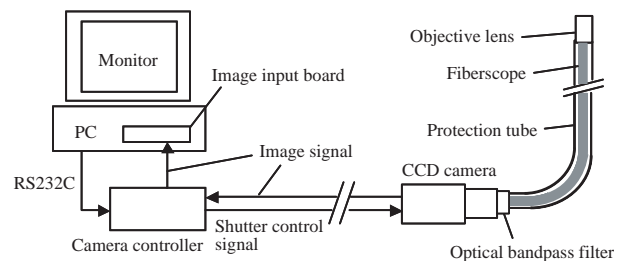 Objective lens
Monitor
Image input board
Fiberscope
PC
Protection tube
Image signal
CCD camera
RS232C
Shutter control
signal
Camera controller
Optical bandpass filter